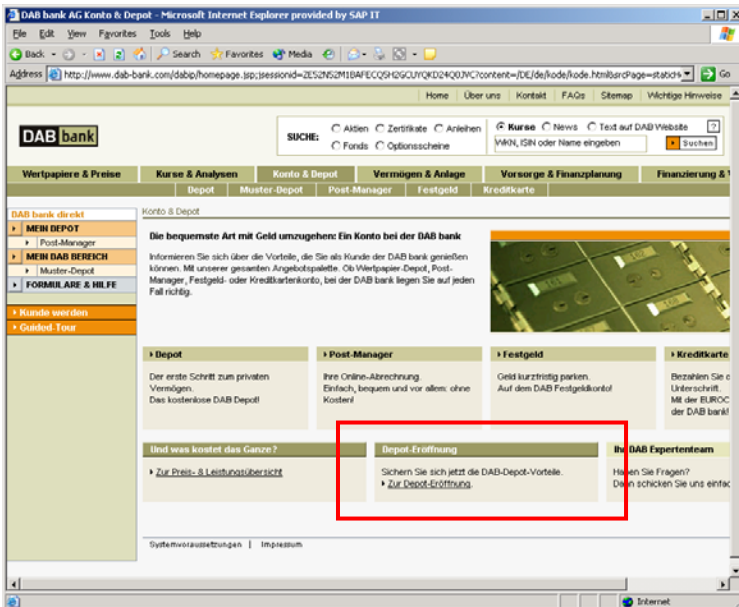 DAB bank AG Konto & Depot - Microsoft Internet Explorer provided by SAP IT
File Edit View Favorites Tools Help
Back Search Favorites Media
Address http://www.dab-bank.com/dabip/homepage.jsp;
Go
Home Über uns Kontakt FAQs Sitemap Wichtige Hinweise
DAB bank
SUCHE: Aktien Zertifikate Anleihen
Fonds Optionsscheine
Kurse News Text auf DAB Website ?
WKN, ISIN oder Name eingeben Suchen
Wertpapiere & Preise Kurse & Analysen Konto & Depot Vermögen & Anlage Vorsorge & Finanzplanung Finanzierung &
Depot Muster-Depot Post-Manager Festgeld Kreditkarte
DAB bank direkt
MEIN DEPOT
Post-Manager
MEIN DAB BEREICH
Muster-Depot
FORMULARE & HILFE
Kunde werden
Guided-Tour
Konto & Depot
Die bequemste Art mit Geld umzugehen: Ein Konto bei der DAB bank
Informieren Sie sich über die Vorteile, die Sie als Kunde der DAB bank genießen
können. Mit unserer gesamten Angebotspalette. Ob Wertpapier-Depot, Post-
Manager, Festgeld- oder Kreditkartenkonto, bei der DAB bank liegen Sie auf jeden
Fall richtig.
Depot
Der erste Schritt zum privaten
Vermögen.
Das kostenlose DAB Depot!
Post-Manager
Ihre Online-Abrechnung.
Einfach, bequem und vor allem: ohne
Kosten!
Festgeld
Geld kurzfristig parken.
Auf dem DAB Festgeldkonto!
Kreditkarte
Bezahlen Sie
Unterschrift.
Mit der EUROC
der DAB bank!
Und was kostet das Ganze?
Zur Preis- & Leistungsübersicht
Depot-Eröffnung
Sichern Sie sich jetzt die DAB-Depot-Vorteile.
Zur Depot-Eröffnung.
Ihr DAB Expertenteam
Haben Sie Fragen?
Dann schicken Sie uns einfac
Systemvoraussetzungen | Impressum
Internet